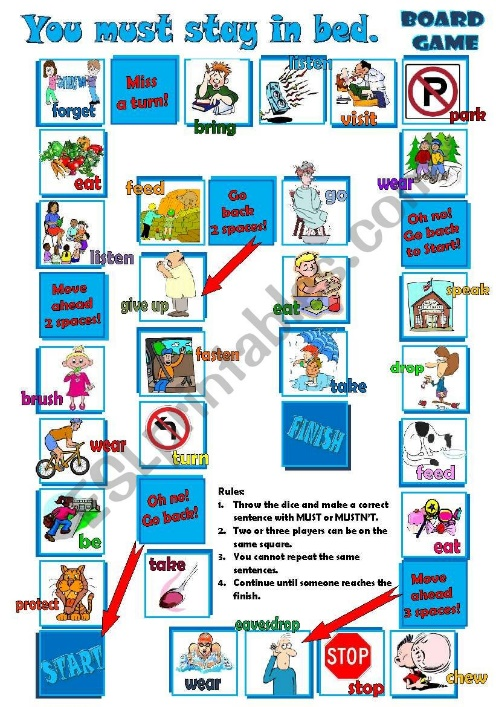 You must stay in bed.
BOARD
GAME
forget
Miss
a turn!
bring
listen
visit
park
eat
feed
Go
back
2 spaces!
go
wear
listen
give up
eat
Oh no!
Go back
to Start!
Move
ahead
2 spaces!
speak
brush
fasten
take
drop
wear
turn
FINISH
feed
be
Oh no!
Go back!
Rules:
1. Throw the dice and make a correct
sentence with MUST or MUSTN'T.
2. Two or three players can be on the
same square.
3. You cannot repeat the same
sentences.
4. Continue until someone reaches the
finish.
eat
protect
take
Move
ahead
3 spaces!
START
wear
eavesdrop
STOP
stop
chew
ESLprintables.com